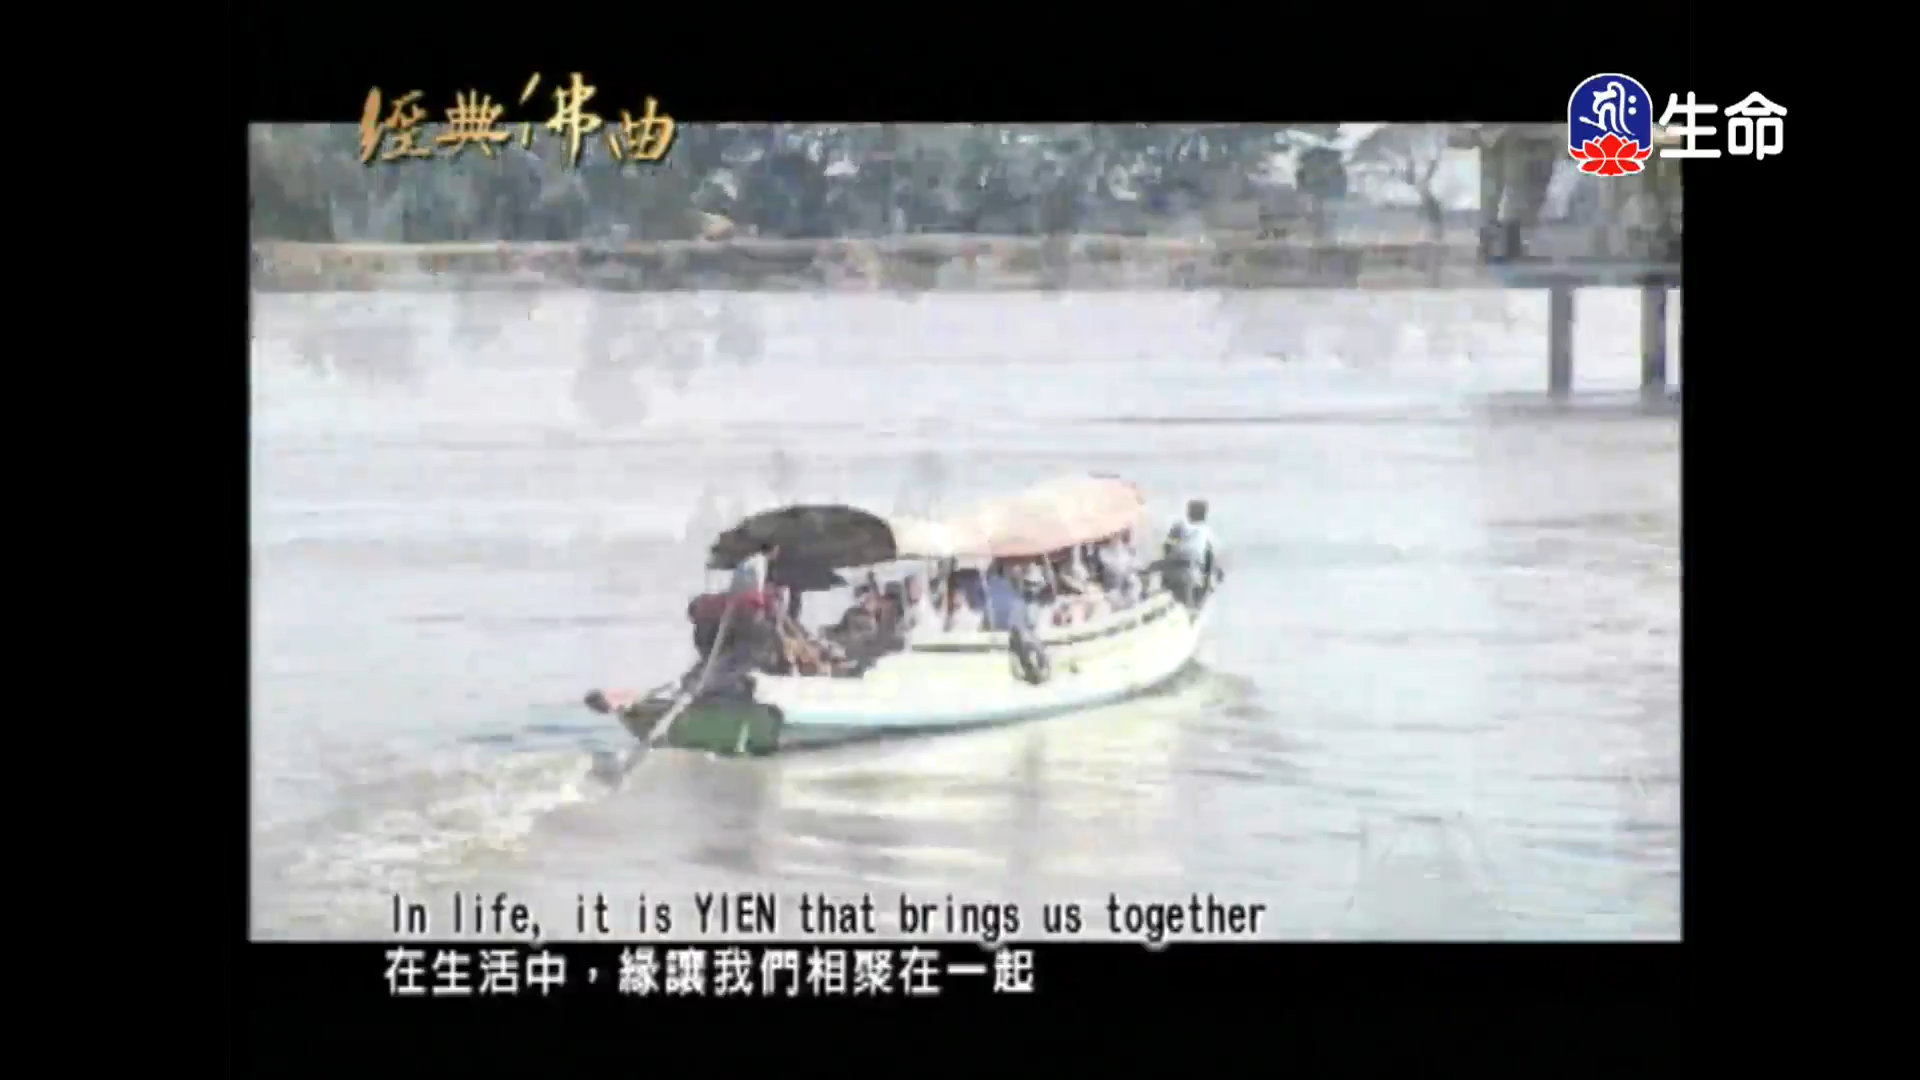 經典佛曲
生命
In life, it is YIEN that brings us together
在生活中，緣讓我們相聚在一起